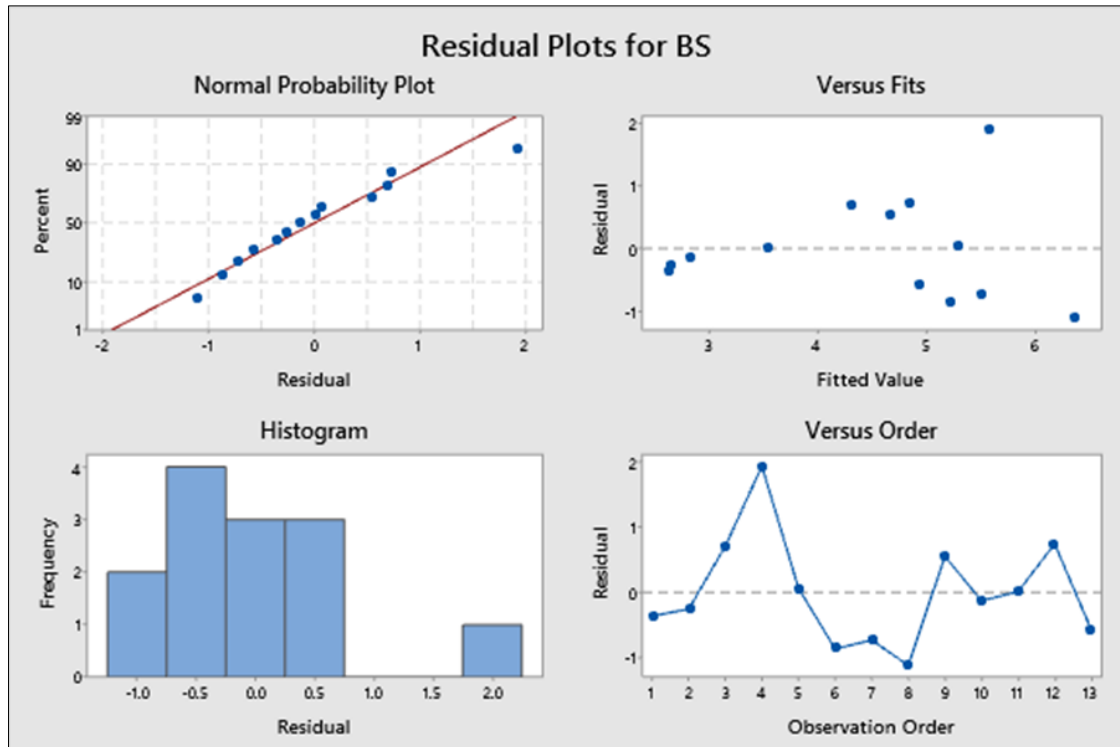 Residual Plots for BS
Normal Probability Plot
99
90
50
10
1
Percent
-2 -1 0 1 2
Residual
Versus Fits
2
1
0
-1
Residual
3 4 5 6
Fitted Value
Histogram
4
3
2
1
0
Frequency
-1.0 -0.5 0.0 0.5 1.0 1.5 2.0
Residual
Versus Order
2
1
0
-1
Residual
1 2 3 4 5 6 7 8 9 10 11 12 13
Observation Order